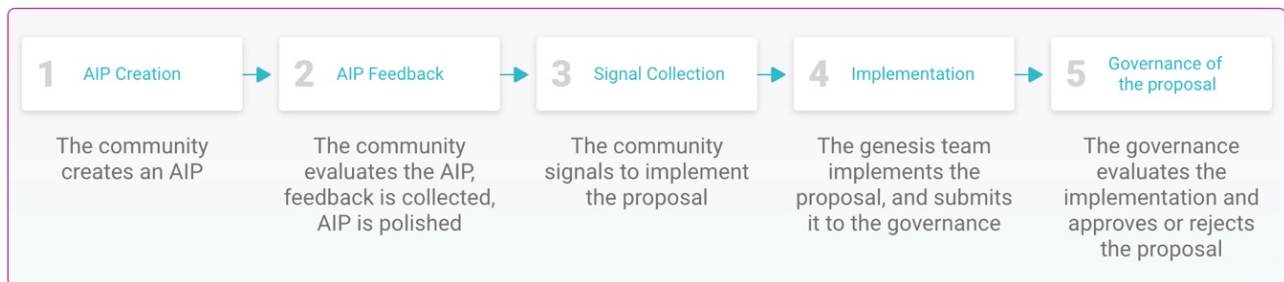 1 AIP Creation
2 AIP Feedback
3 Signal Collection
4 Implementation
5 Governance of
the proposal
The community
creates an AIP
The community
evaluates the AIP,
feedback is collected,
AIP is polished
The community
signals to implement
the proposal
The genesis team
implements the
proposal, and submits
it to the governance
The governance
evaluates the
implementation and
approves or rejects
the proposal